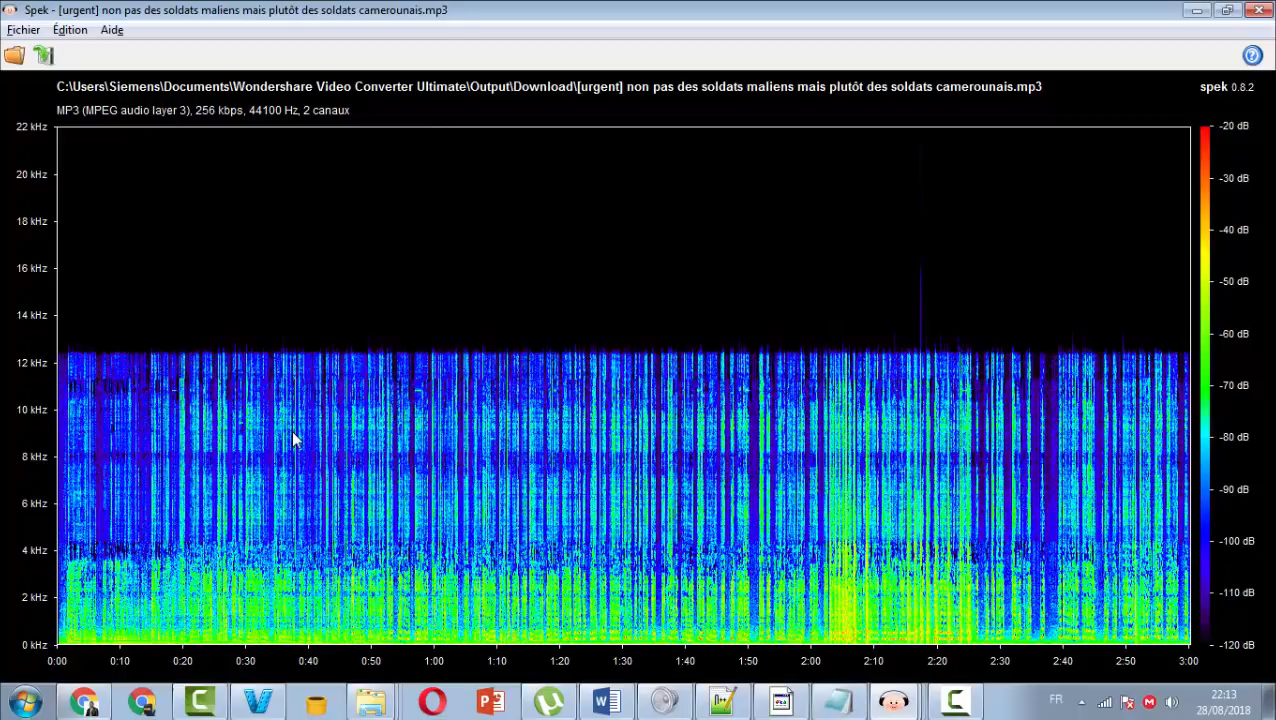 Spek - [urgent] non pas des soldats maliens mais plutôt des soldats camerounais.mp3
Fichier Édition Aide
C:\Users\Siemens\Documents\Wondershare Video Converter Ultimate\Output\Download\[urgent] non pas des soldats maliens mais plutôt des soldats camerounais.mp3
spek 0.8.2
MP3 (MPEG audio layer 3), 256 kbps, 44100 Hz, 2 canaux
22 kHz
20 kHz
18 kHz
16 kHz
14 kHz
12 kHz
10 kHz
8 kHz
6 kHz
4 kHz
2 kHz
0 kHz
-20 dB
-30 dB
-40 dB
-50 dB
-60 dB
-70 dB
-80 dB
-90 dB
-100 dB
-110 dB
-120 dB
0:00 0:10 0:20 0:30 0:40 0:50 1:00 1:10 1:20 1:30 1:40 1:50 2:00 2:10 2:20 2:30 2:40 2:50 3:00
FR
22:13
28/08/2018